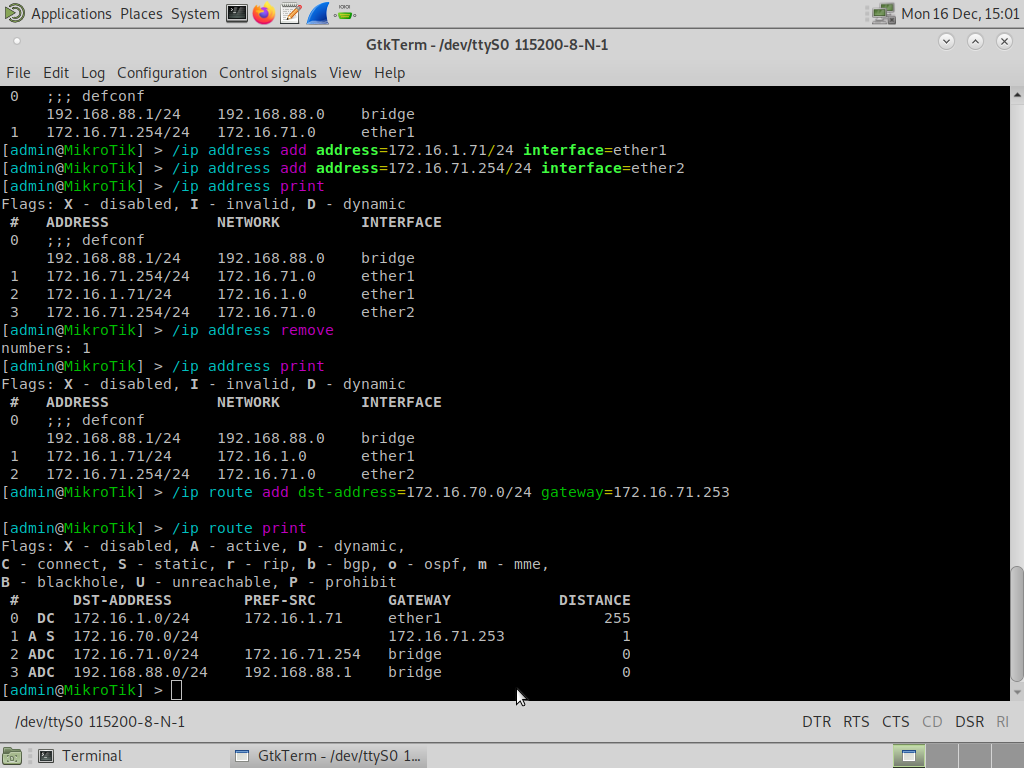 Applications Places System Mon 16 Dec, 15:01
GtkTerm - /dev/ttyS0 115200-8-N-1
File Edit Log Configuration Control signals View Help
0 ;;; defconf
192.168.88.1/24 192.168.88.0 bridge
1 172.16.71.254/24 172.16.71.0 ether1
[admin@MikroTik] > /ip address add address=172.16.1.71/24 interface=ether1
[admin@MikroTik] > /ip address add address=172.16.71.254/24 interface=ether2
[admin@MikroTik] > /ip address print
Flags: X - disabled, I - invalid, D - dynamic
# ADDRESS NETWORK INTERFACE
0 ;;; defconf
192.168.88.1/24 192.168.88.0 bridge
1 172.16.71.254/24 172.16.71.0 ether1
2 172.16.1.71/24 172.16.1.0 ether1
3 172.16.71.254/24 172.16.71.0 ether2
[admin@MikroTik] > /ip address remove
numbers: 1
[admin@MikroTik] > /ip address print
Flags: X - disabled, I - invalid, D - dynamic
# ADDRESS NETWORK INTERFACE
0 ;;; defconf
192.168.88.1/24 192.168.88.0 bridge
1 172.16.1.71/24 172.16.1.0 ether1
2 172.16.71.254/24 172.16.71.0 ether2
[admin@MikroTik] > /ip route add dst-address=172.16.70.0/24 gateway=172.16.71.253
[admin@MikroTik] > /ip route print
Flags: X - disabled, A - active, D - dynamic,
C - connect, S - static, r - rip, b - bgp, o - ospf, m - mme,
B - blackhole, U - unreachable, P - prohibit
# DST-ADDRESS PREF-SRC GATEWAY DISTANCE
0 DC 172.16.1.0/24 172.16.1.71 ether1 255
1 A S 172.16.70.0/24 172.16.71.253 1
2 ADC 172.16.71.0/24 172.16.71.254 bridge 0
3 ADC 192.168.88.0/24 192.168.88.1 bridge 0
[admin@MikroTik] >
/dev/ttyS0 115200-8-N-1 DTR RTS CTS CD DSR RI
Terminal GtkTerm - /dev/ttyS0 1...